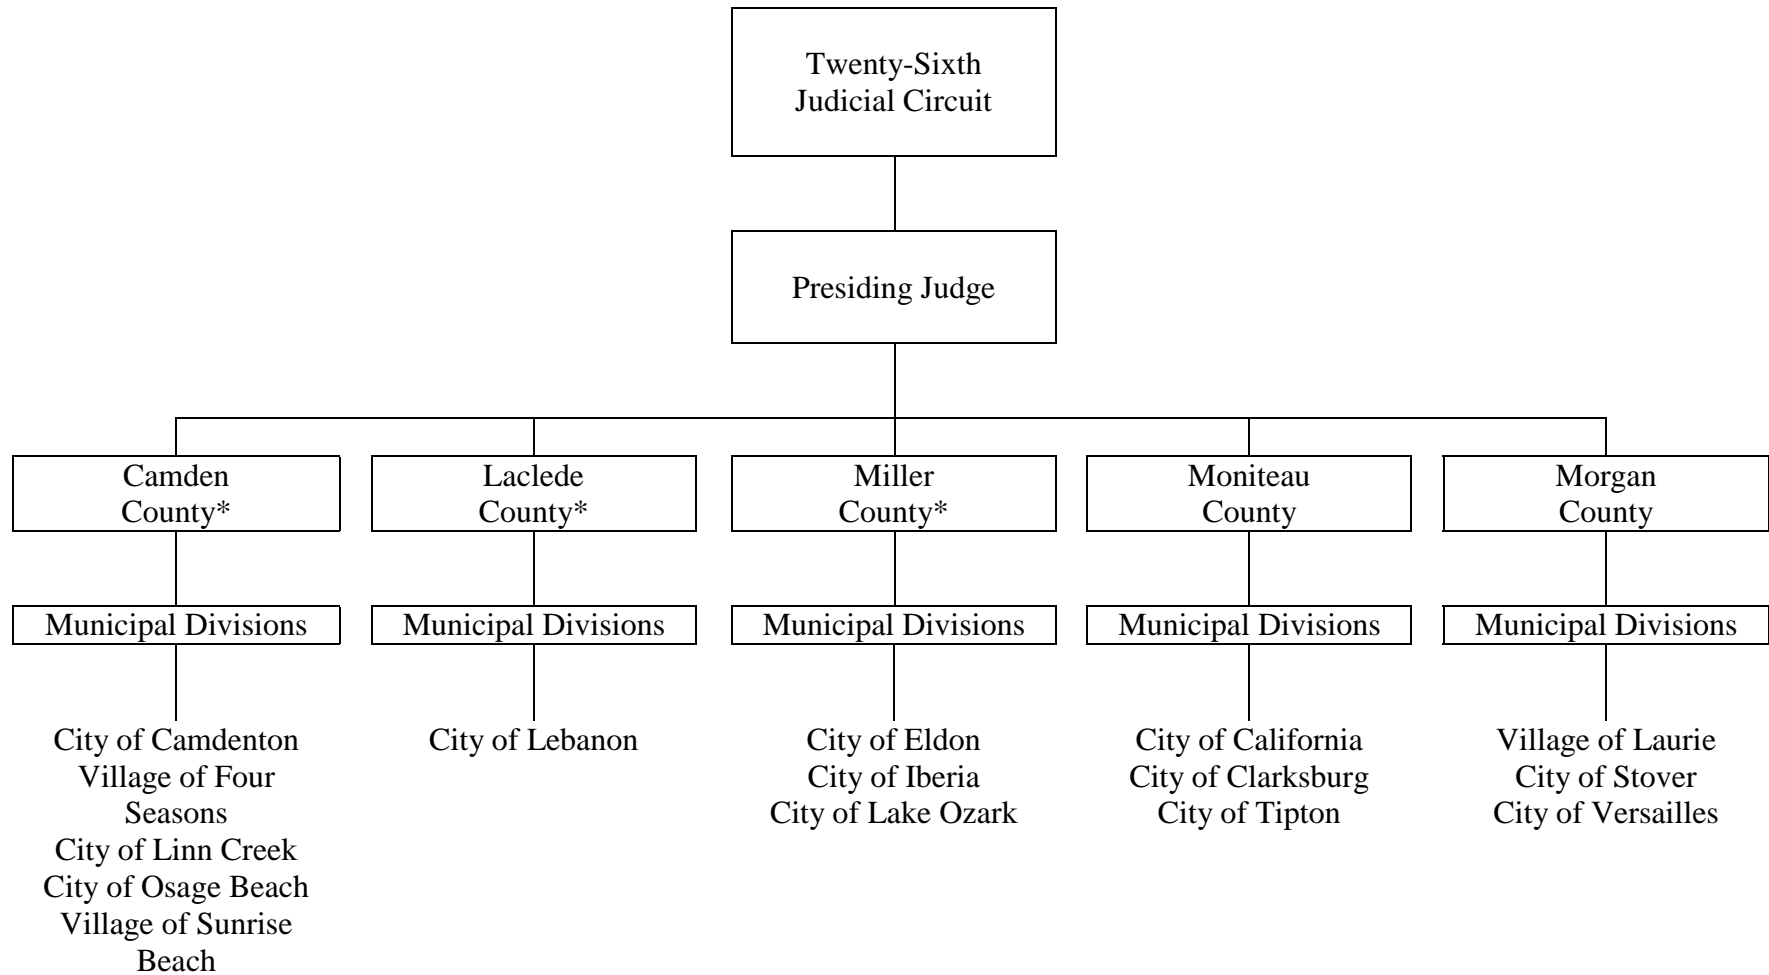 Twenty-Sixth
Judicial Circuit
Presiding Judge
Camden
County*
Laclede
County*
Miller
County*
Moniteau
County
Morgan
County
Municipal Divisions
Municipal Divisions
Municipal Divisions
Municipal Divisions
Municipal Divisions
City of Camdenton
Village of Four
Seasons
City of Linn Creek
City of Osage Beach
Village of Sunrise
Beach
City of Lebanon
City of Eldon
City of Iberia
City of Lake Ozark
City of California
City of Clarksburg
City of Tipton
Village of Laurie
City of Stover
City of Versailles